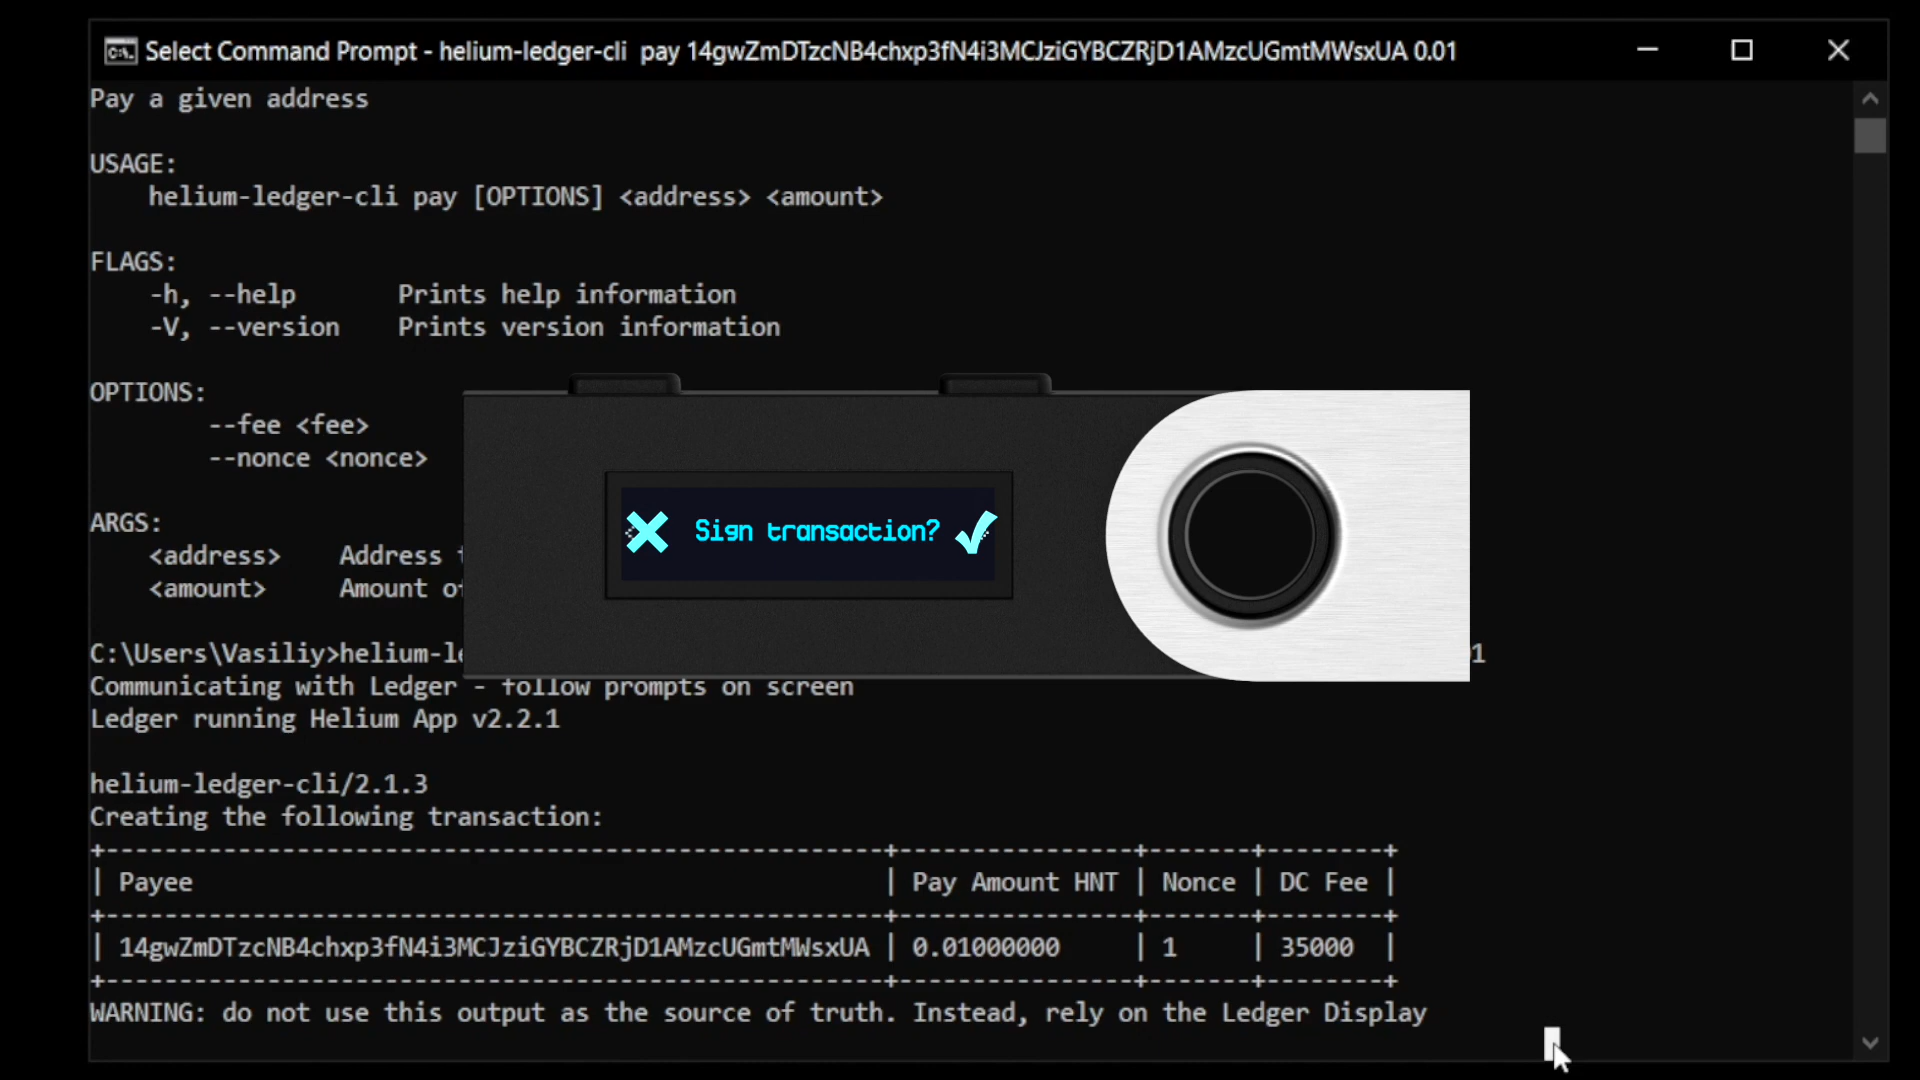 Select Command Prompt - helium-ledger-cli  pay 14gwZmDTzcNB4chxp3fN4i3MCJziGYBCZRjD1AMzcUGmtMWsxUA 0.01
Pay a given address
USAGE:
helium-ledger-cli pay [OPTIONS] <address> <amount>
FLAGS:
-h, --help       Prints help information
-V, --version    Prints version information
OPTIONS:
--fee <fee>
--nonce <nonce>
Sign transaction?
ARGS:
<address>    Address
<amount>     Amount
C:\Users\Vasiliy>helium-
Communicating with Ledger - follow prompts on screen
Ledger running Helium App v2.2.1
helium-ledger-cli/2.1.3
Creating the following transaction:
| Payee | Pay Amount HNT | Nonce | DC Fee |
| 14gwZmDTzcNB4chxp3fN4i3MCJziGYBCZRjD1AMzcUGmtMWsxUA | 0.01000000 | 1 | 35000 |
WARNING: do not use this output as the source of truth. Instead, rely on the Ledger Display